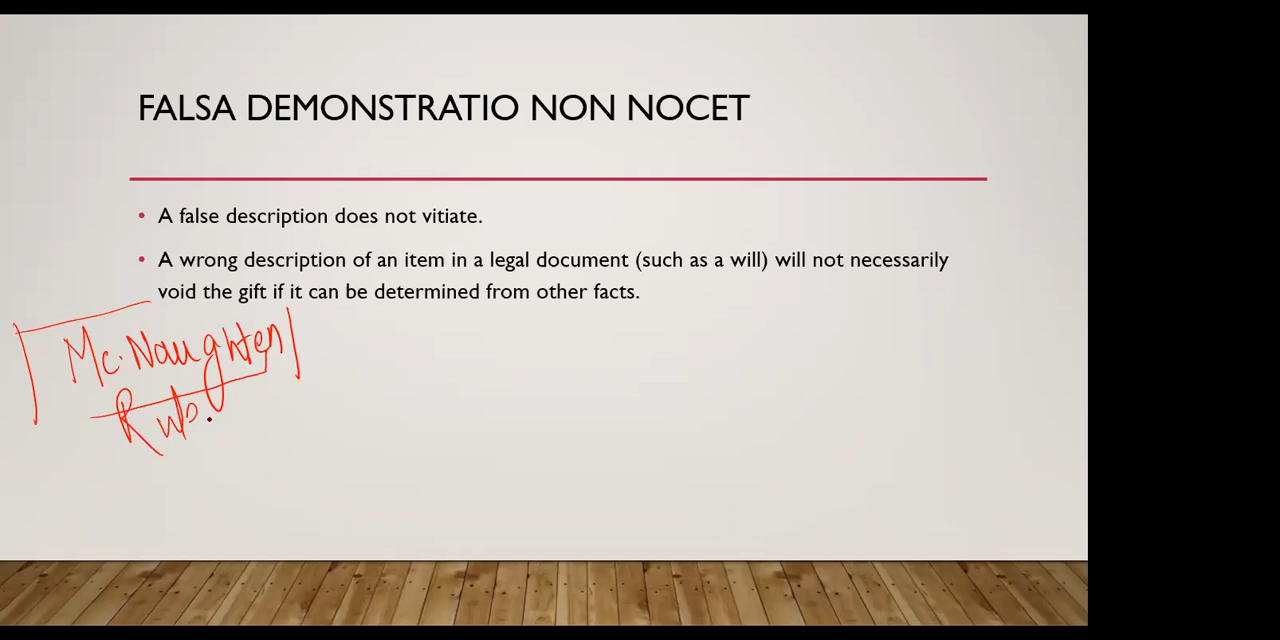 FALSA DEMONSTRATIO NON NOCET
• A false description does not vitiate.
• A wrong description of an item in a legal document (such as a will) will not necessarily
void the gift if it can be determined from other facts.
Mc. Naughten